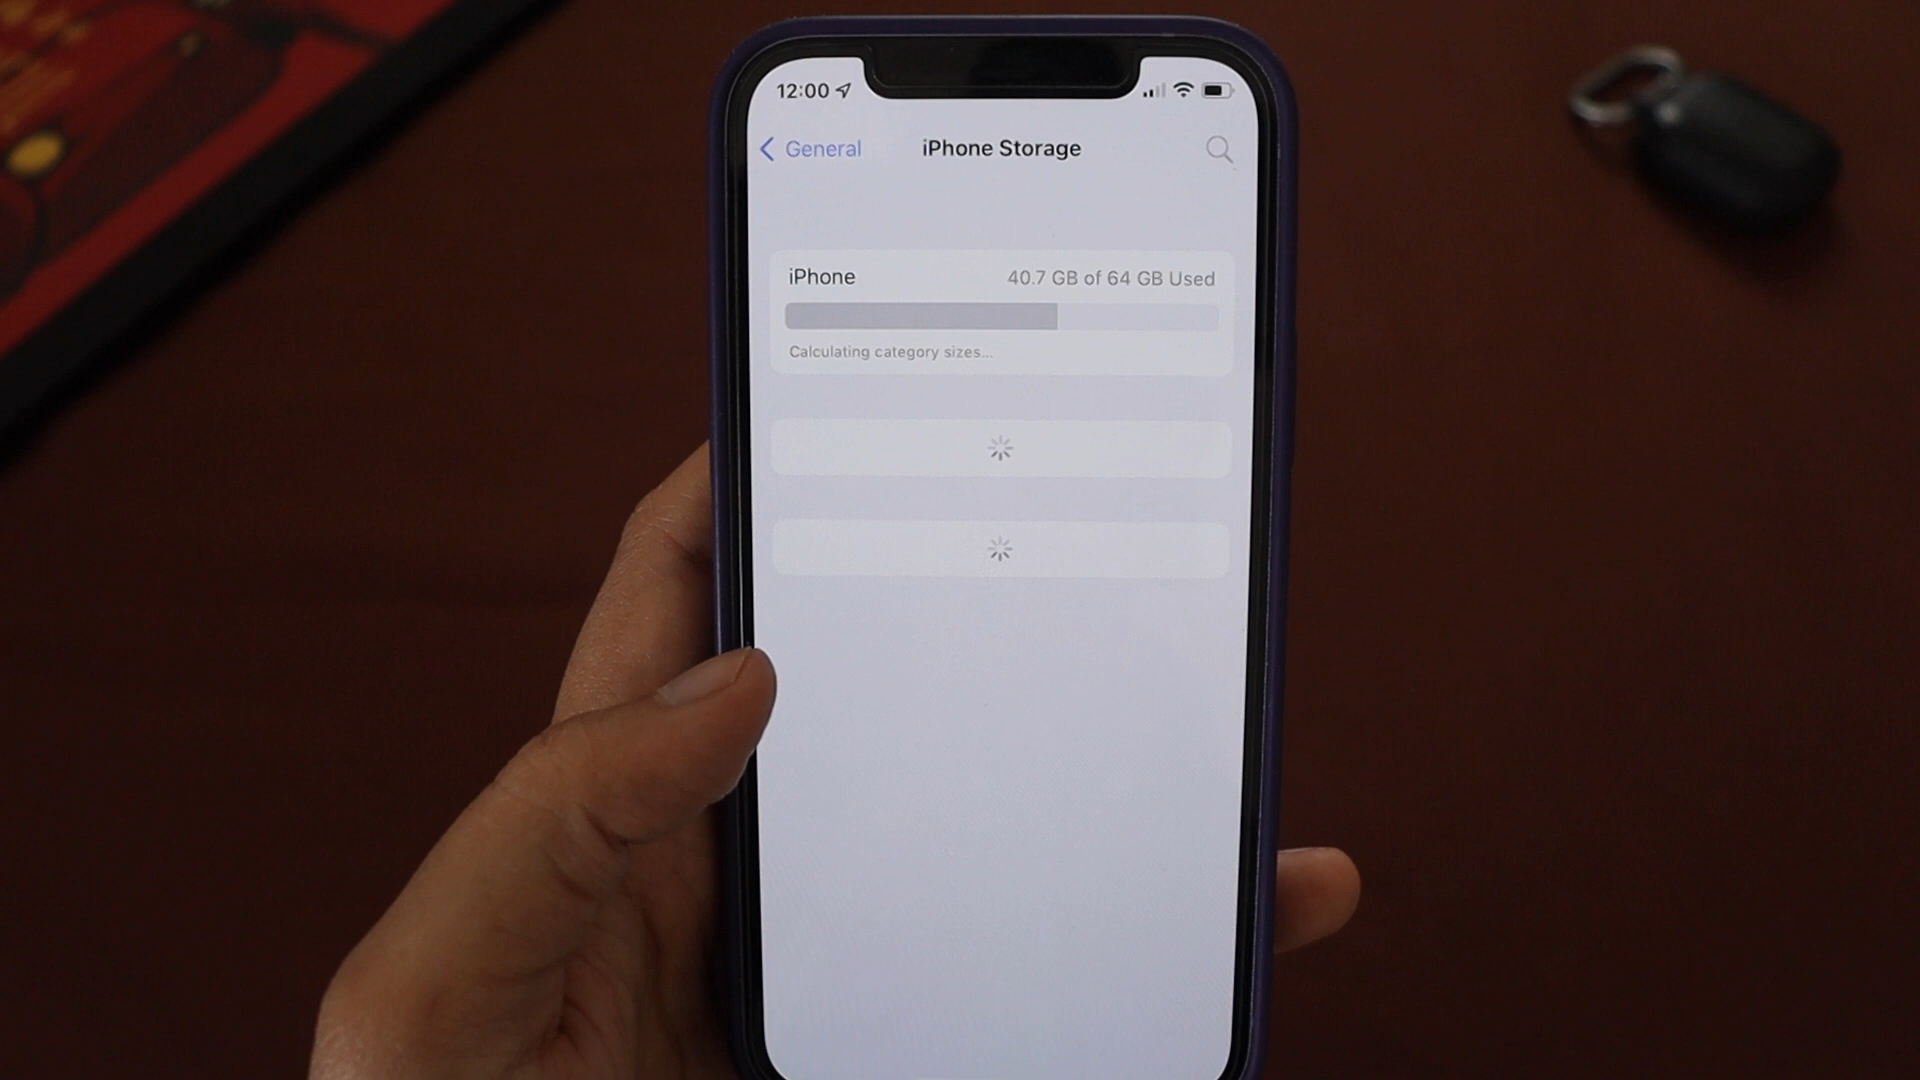 12:00
General
iPhone Storage
iPhone
40.7 GB of 64 GB Used
Calculating category sizes...